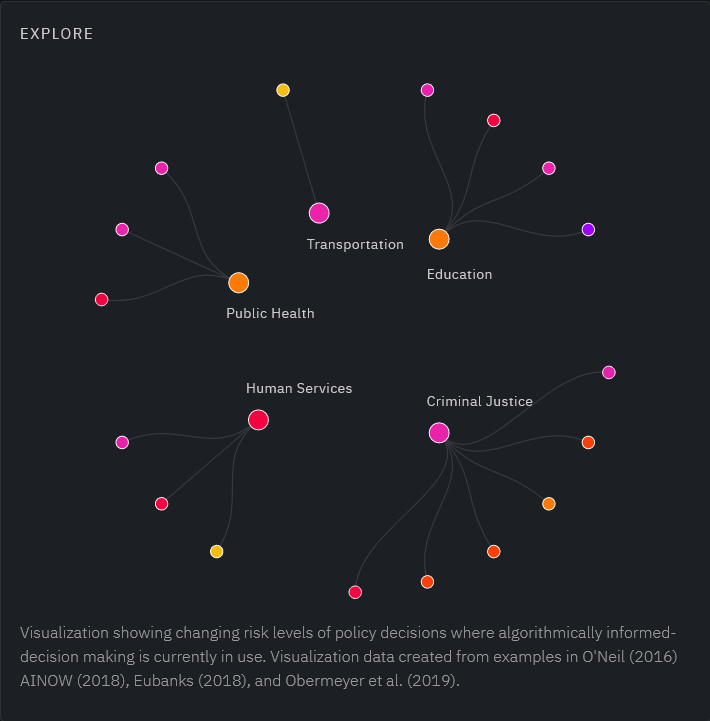 EXPLORE
Transportation
Education
Public Health
Human Services
Criminal Justice
Visualization showing changing risk levels of policy decisions where algorithmically informed-
decision making is currently in use. Visualization data created from examples in O'Neil (2016)
AINOW (2018), Eubanks (2018), and Obermeyer et al. (2019).